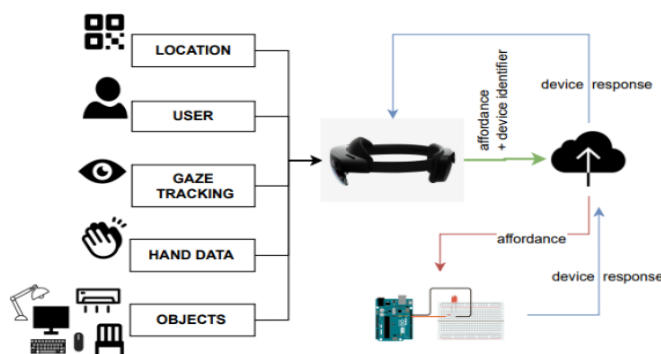 LOCATION
USER
GAZE
TRACKING
HAND DATA
OBJECTS
affordance
+ device identifier
device response
affordance
device response